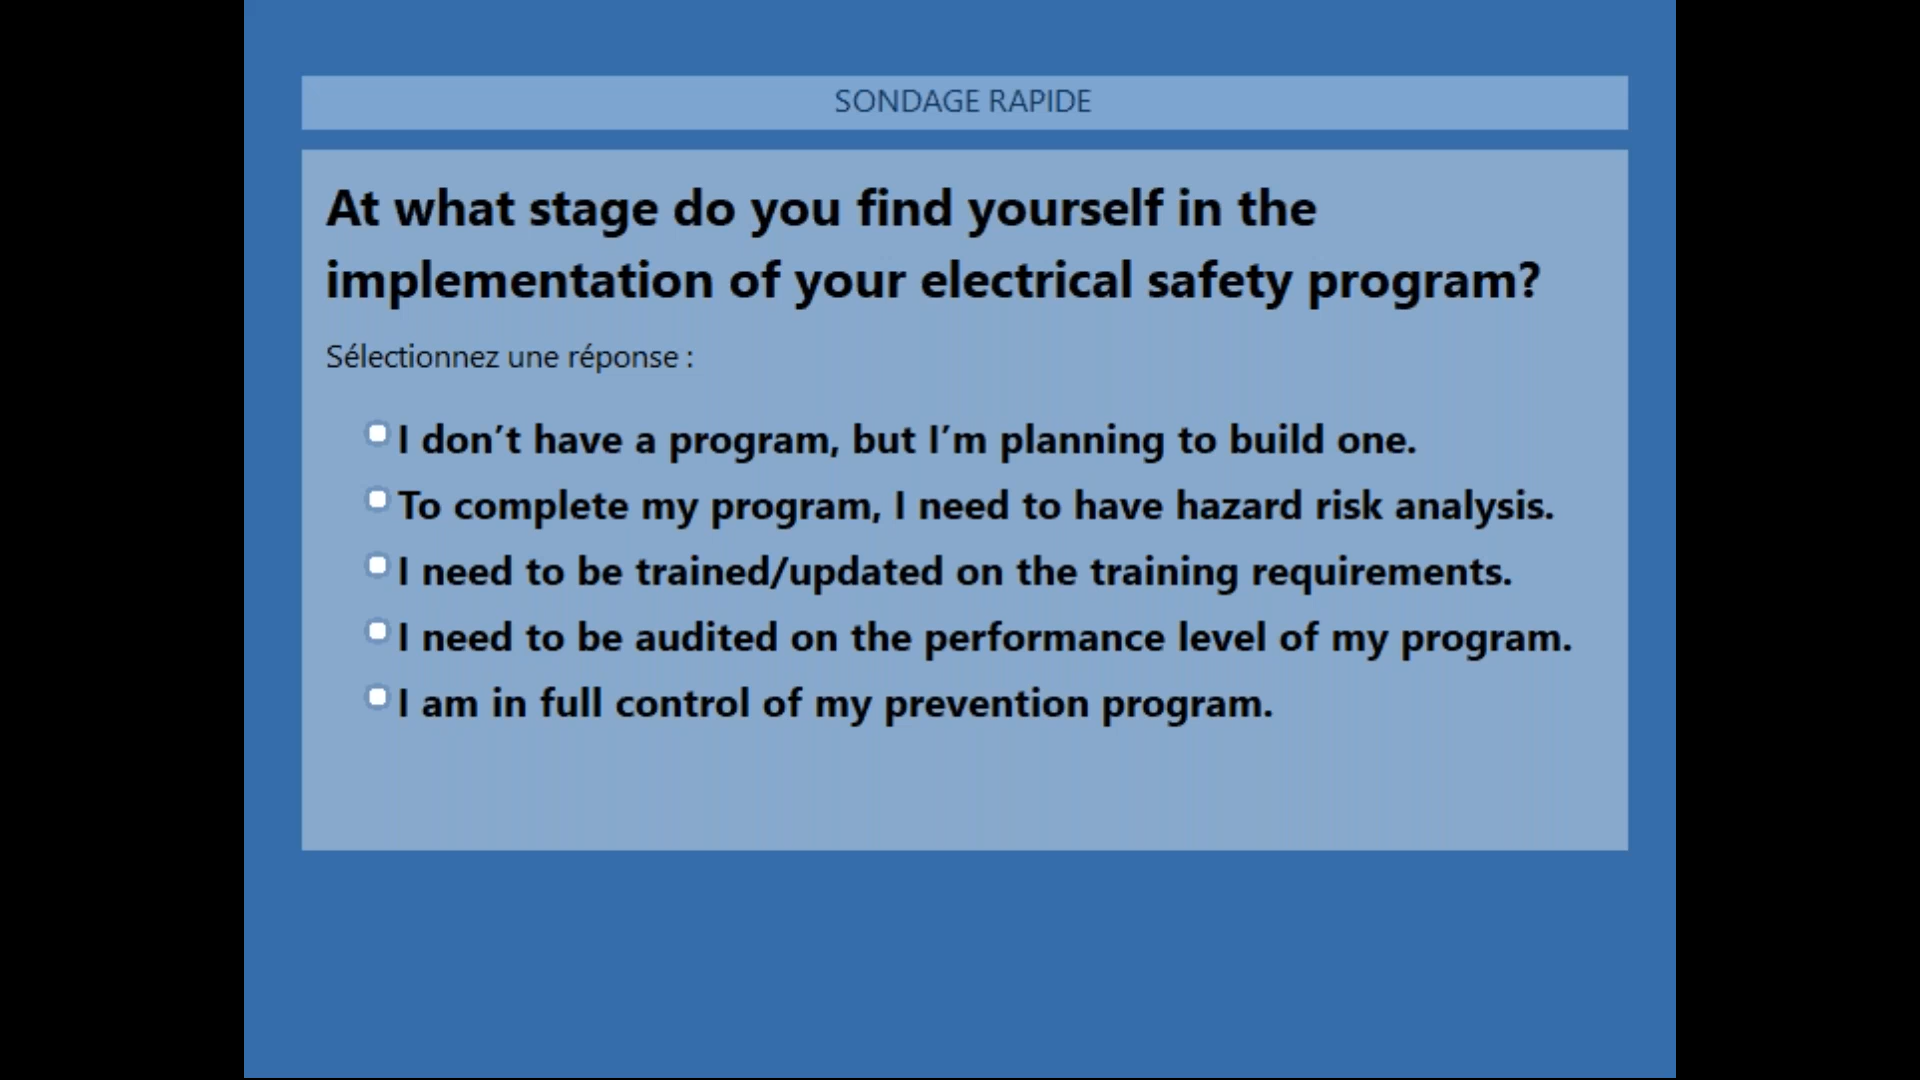 SONDAGE RAPIDE
At what stage do you find yourself in the
implementation of your electrical safety program?
Sélectionnez une réponse :
I don’t have a program, but I’m planning to build one.
To complete my program, I need to have hazard risk analysis.
I need to be trained/updated on the training requirements.
I need to be audited on the performance level of my program.
I am in full control of my prevention program.